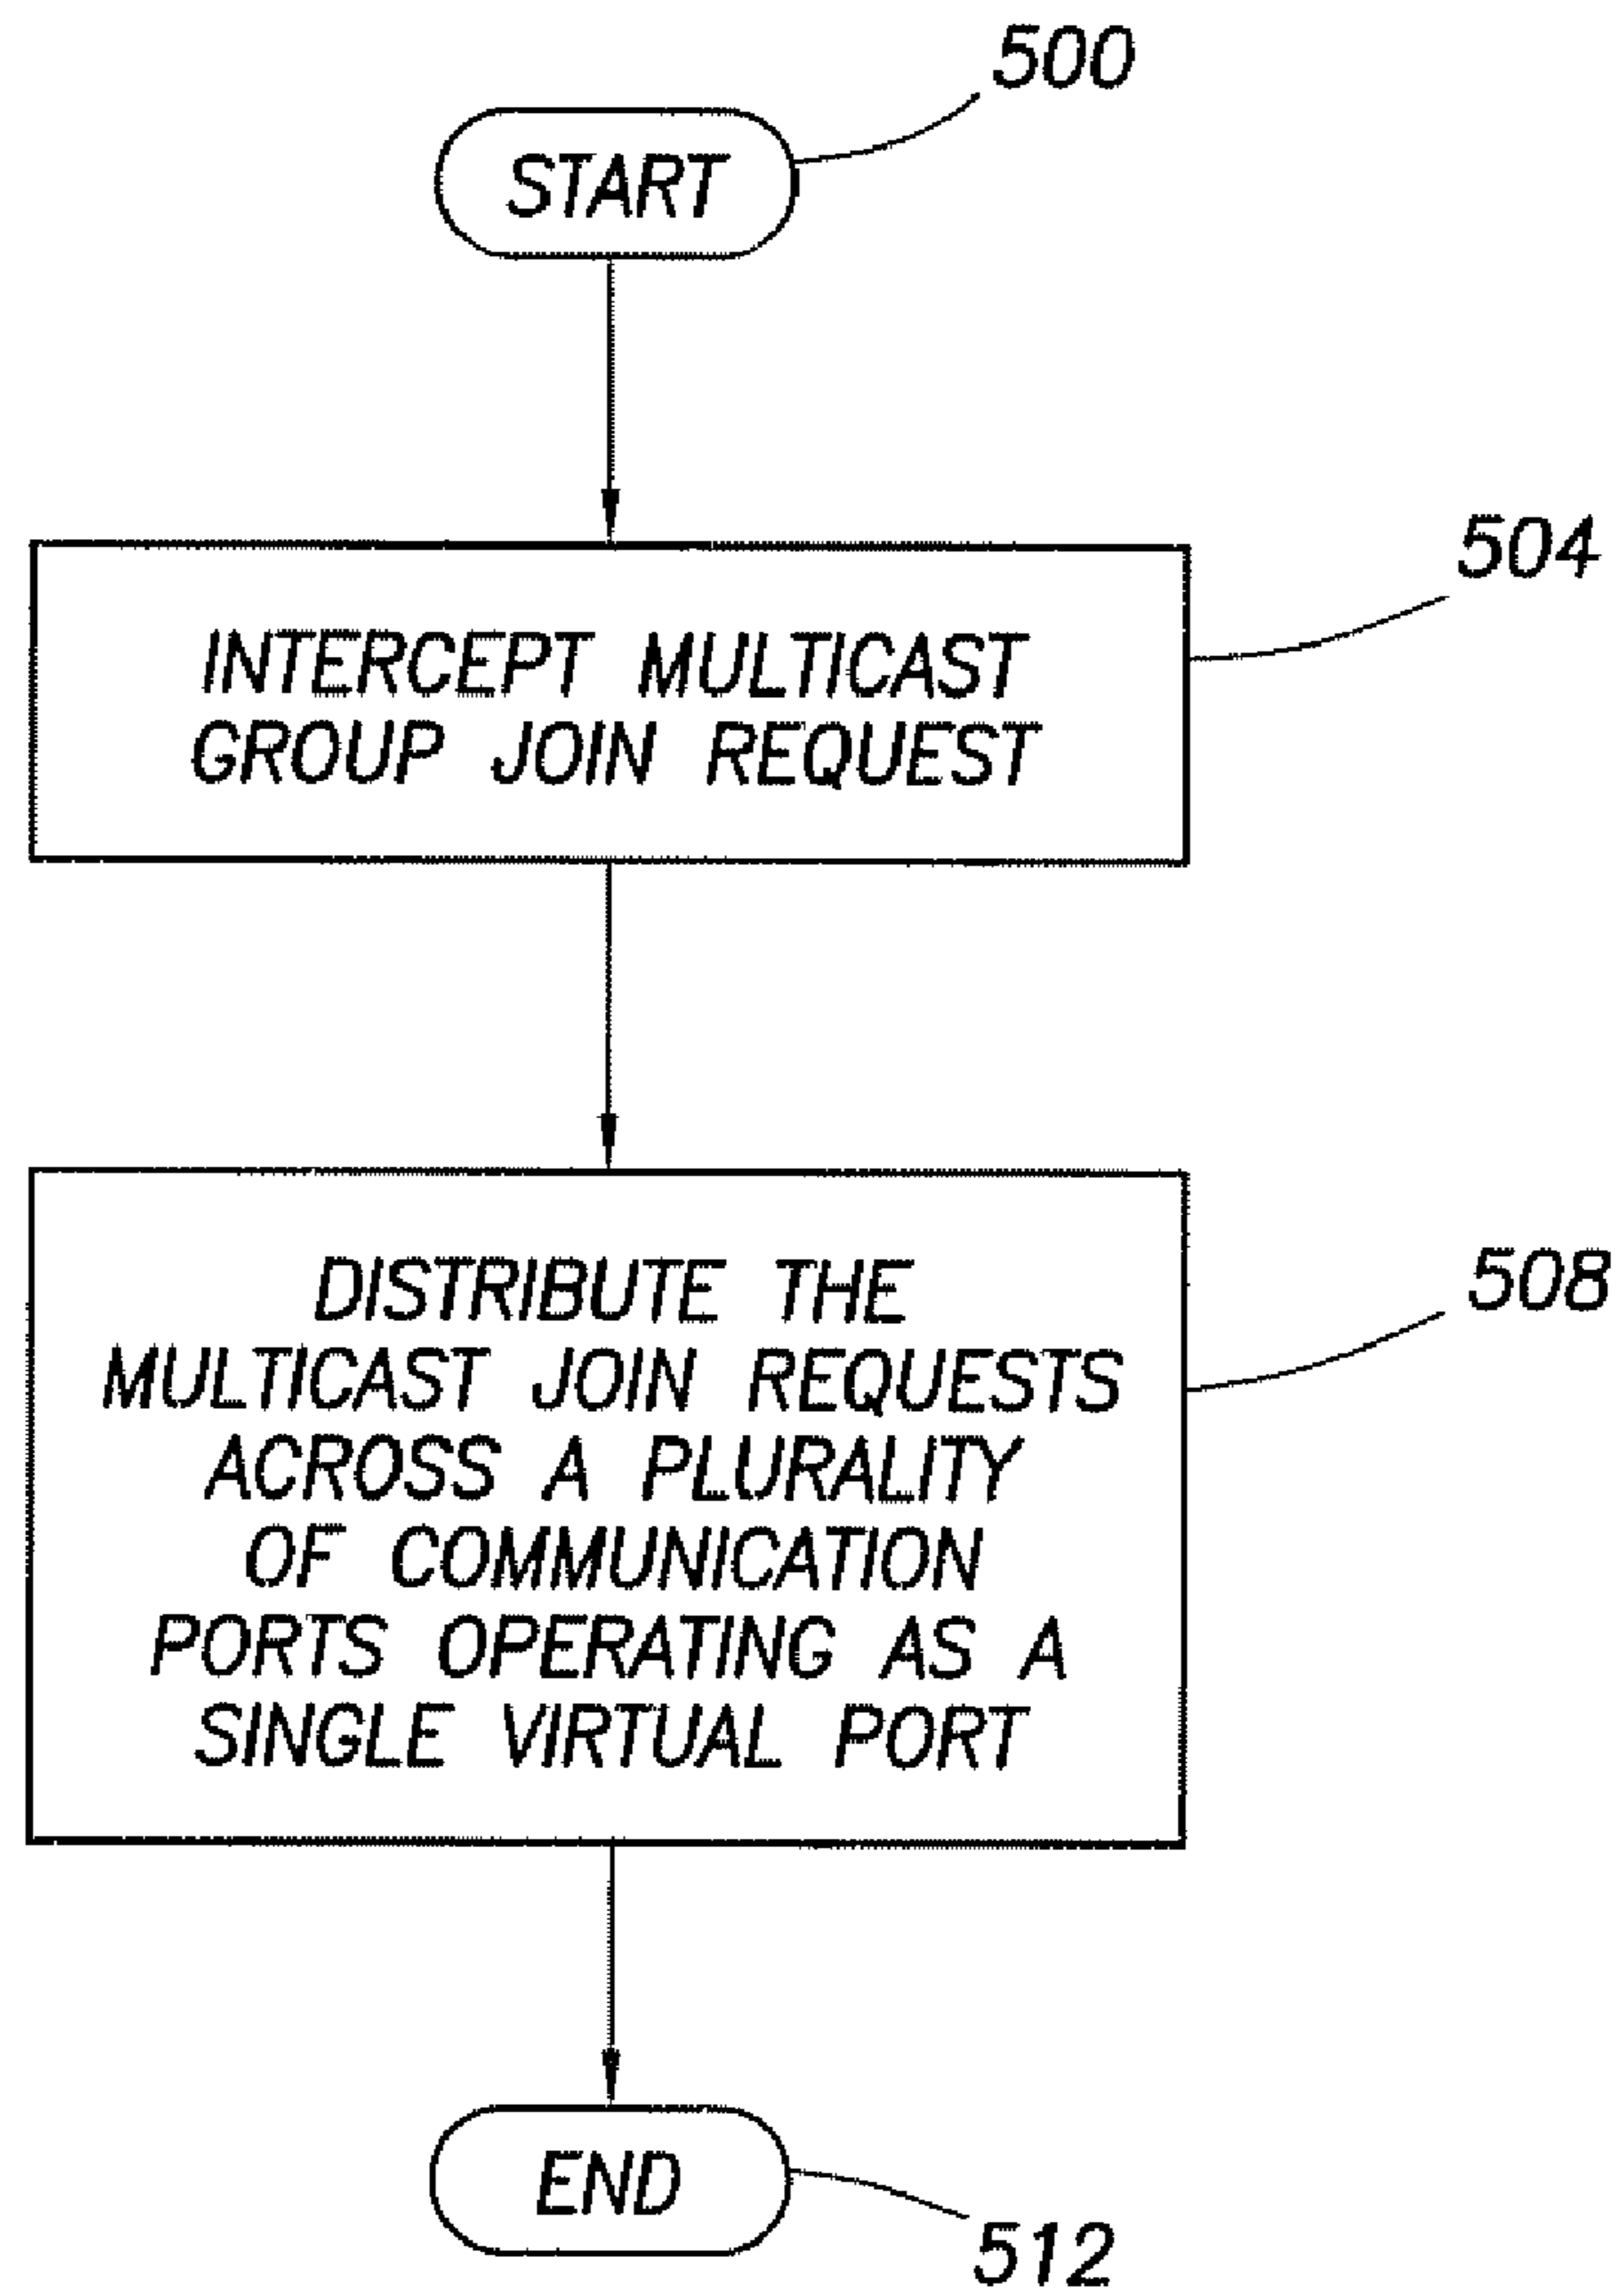 500
START
504
INTERCEPT MULTICAST
GROUP JOIN REQUEST
508
DISTRIBUTE THE
MULTICAST JOIN REQUESTS
ACROSS A PLURALITY
OF COMMUNICATION
PORTS OPERATING AS A
SINGLE VIRTUAL PORT
END
512